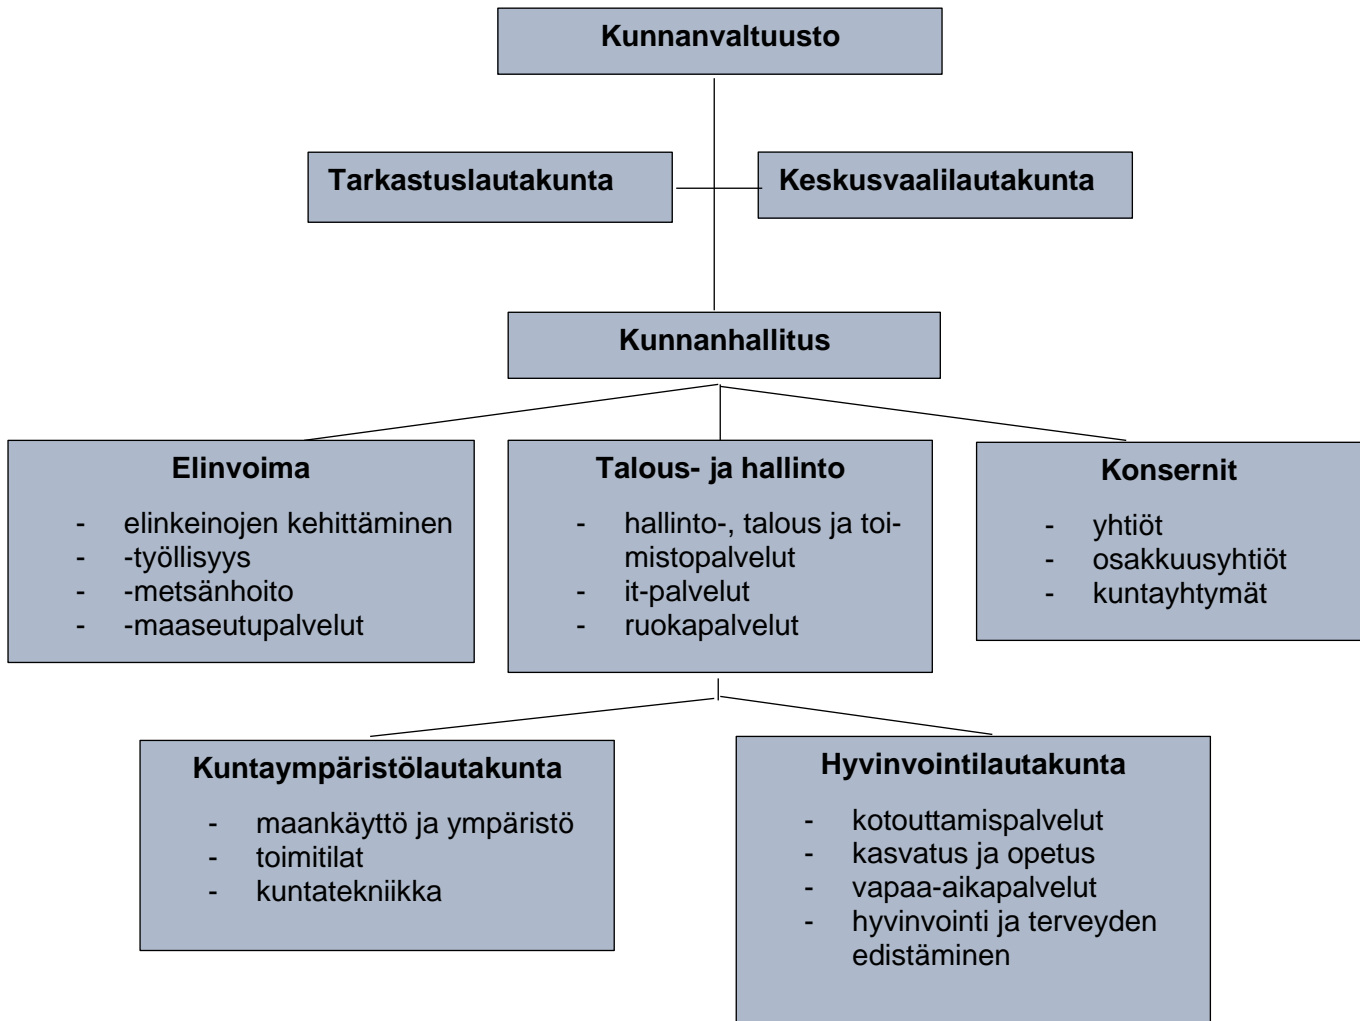 Kunnanvaltuusto
Tarkastuslautakunta
Keskusvaalilautakunta
Kunnanhallitus
Elinvoima
- elinkeinojen kehittäminen
- -työllisyys
- -metsänhoito
- -maaseutupalvelut
Talous- ja hallinto
- hallinto-, talous ja toi-
mistopalvelut
- it-palvelut
- ruokapalvelut
Konsernit
- yhtiöt
- osakkuusyhtiöt
- kuntayhtymät
Kuntaympäristölautakunta
- maankäyttö ja ympäristö
- toimitilat
- kuntatekniikka
Hyvinvointilautakunta
- kotouttamispalvelut
- kasvatus ja opetus
- vapaa-aikapalvelut
- hyvinvointi ja terveyden
edistäminen